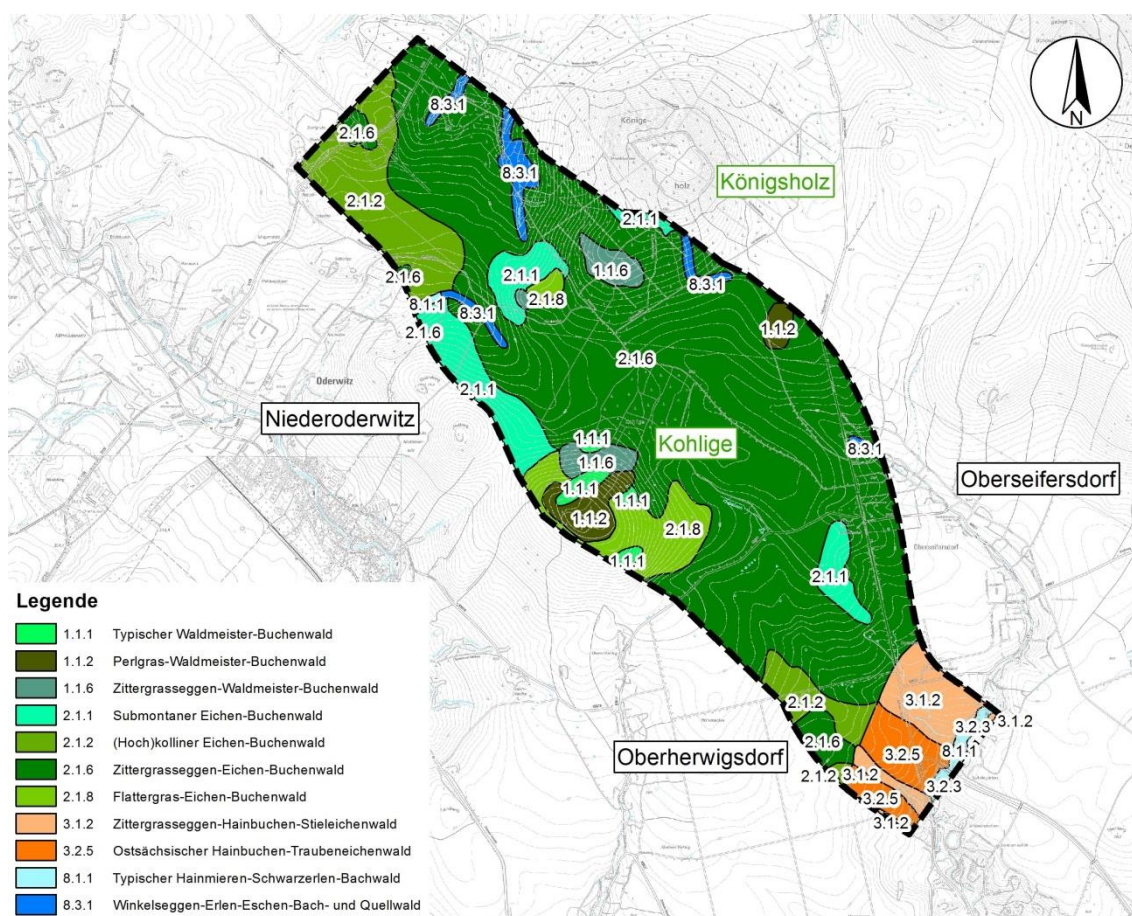 8.3.1
2.1.6
8.3.1
2.1.2
Königsholz
2.1.1
2.1.6
2.1.1
1.1.6
8.3.1
2.1.8
8.1.1
8.3.1
2.1.6
1.1.2
2.1.6
2.1.1
Oderwitz
Niederoderwitz
1.1.1
Kohlige
8.3.1
1.1.6
1.1.1
1.1.1
Oberseifersdorf
1.1.2
2.1.8
1.1.1
2.1.1
2.1.2
3.1.2
3.1.2
3.2.3
2.1.6
3.2.5
8.1.1
Oberherwigsdorf
2.1.2
3.1.2
3.2.3
3.2.5
3.1.2
N
Legende
1.1.1 Typischer Waldmeister-Buchenwald
1.1.2 Perlgras-Waldmeister-Buchenwald
1.1.6 Zittergrasseggen-Waldmeister-Buchenwald
2.1.1 Submontaner Eichen-Buchenwald
2.1.2 (Hoch)kolliner Eichen-Buchenwald
2.1.6 Zittergrasseggen-Eichen-Buchenwald
2.1.8 Flattergras-Eichen-Buchenwald
3.1.2 Zittergrasseggen-Hainbuchen-Stieleichenwald
3.2.5 Ostsächsischer Hainbuchen-Traubeneichenwald
8.1.1 Typischer Hainmieren-Schwarzerlen-Bachwald
8.3.1 Winkelseggen-Erlen-Eschen-Bach- und Quellwald